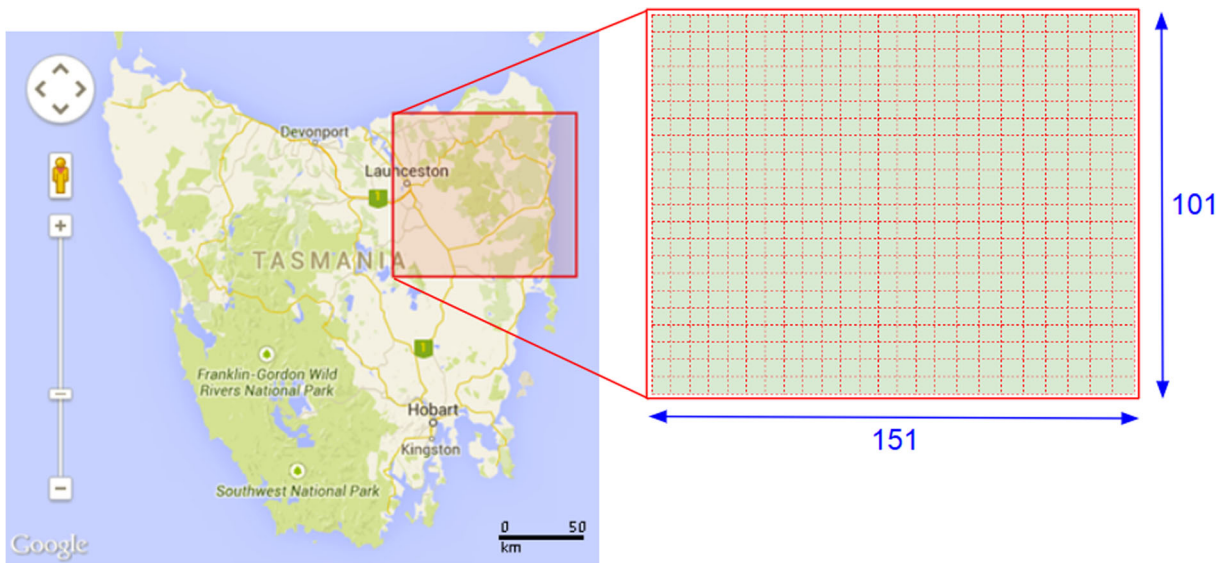 Devonport
Launceston
1
TASMANIA
1
Franklin-Gordon Wild
Rivers National Park
Hobart
Kingston
Southwest National Park
0 50
km
Google
101
151